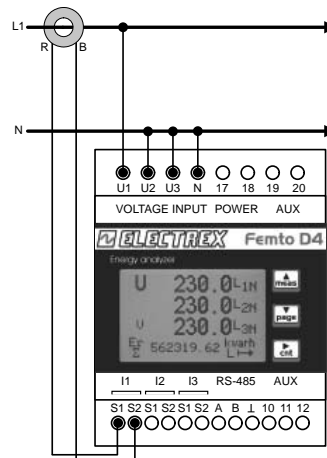 L1
R B
N
U1 U2 U3 N 17 18 19 20
VOLTAGE INPUT POWER AUX
ELECTREX Femto D4
Energy analyzer
U 230.0 L1N
230.0 L2N
U 230.0 L3N
Er Σ 562319.62 kvarh L
meas
page
cnt
I1 I2 I3 RS-485 AUX
S1 S2 S1 S2 S1 S2 A B ⊥ 10 11 12